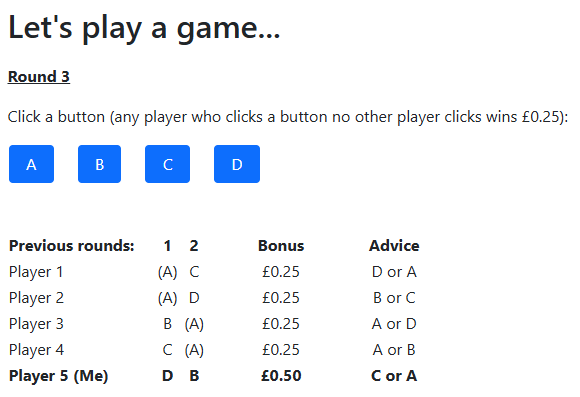 Let's play a game...
Round 3
Click a button (any player who clicks a button no other player clicks wins £0.25):
A B C D
Previous rounds: 1 2 Bonus Advice
Player 1 (A) C £0.25 D or A
Player 2 (A) D £0.25 B or C
Player 3 B (A) £0.25 A or D
Player 4 C (A) £0.25 A or B
Player 5 (Me) D B £0.50 C or A